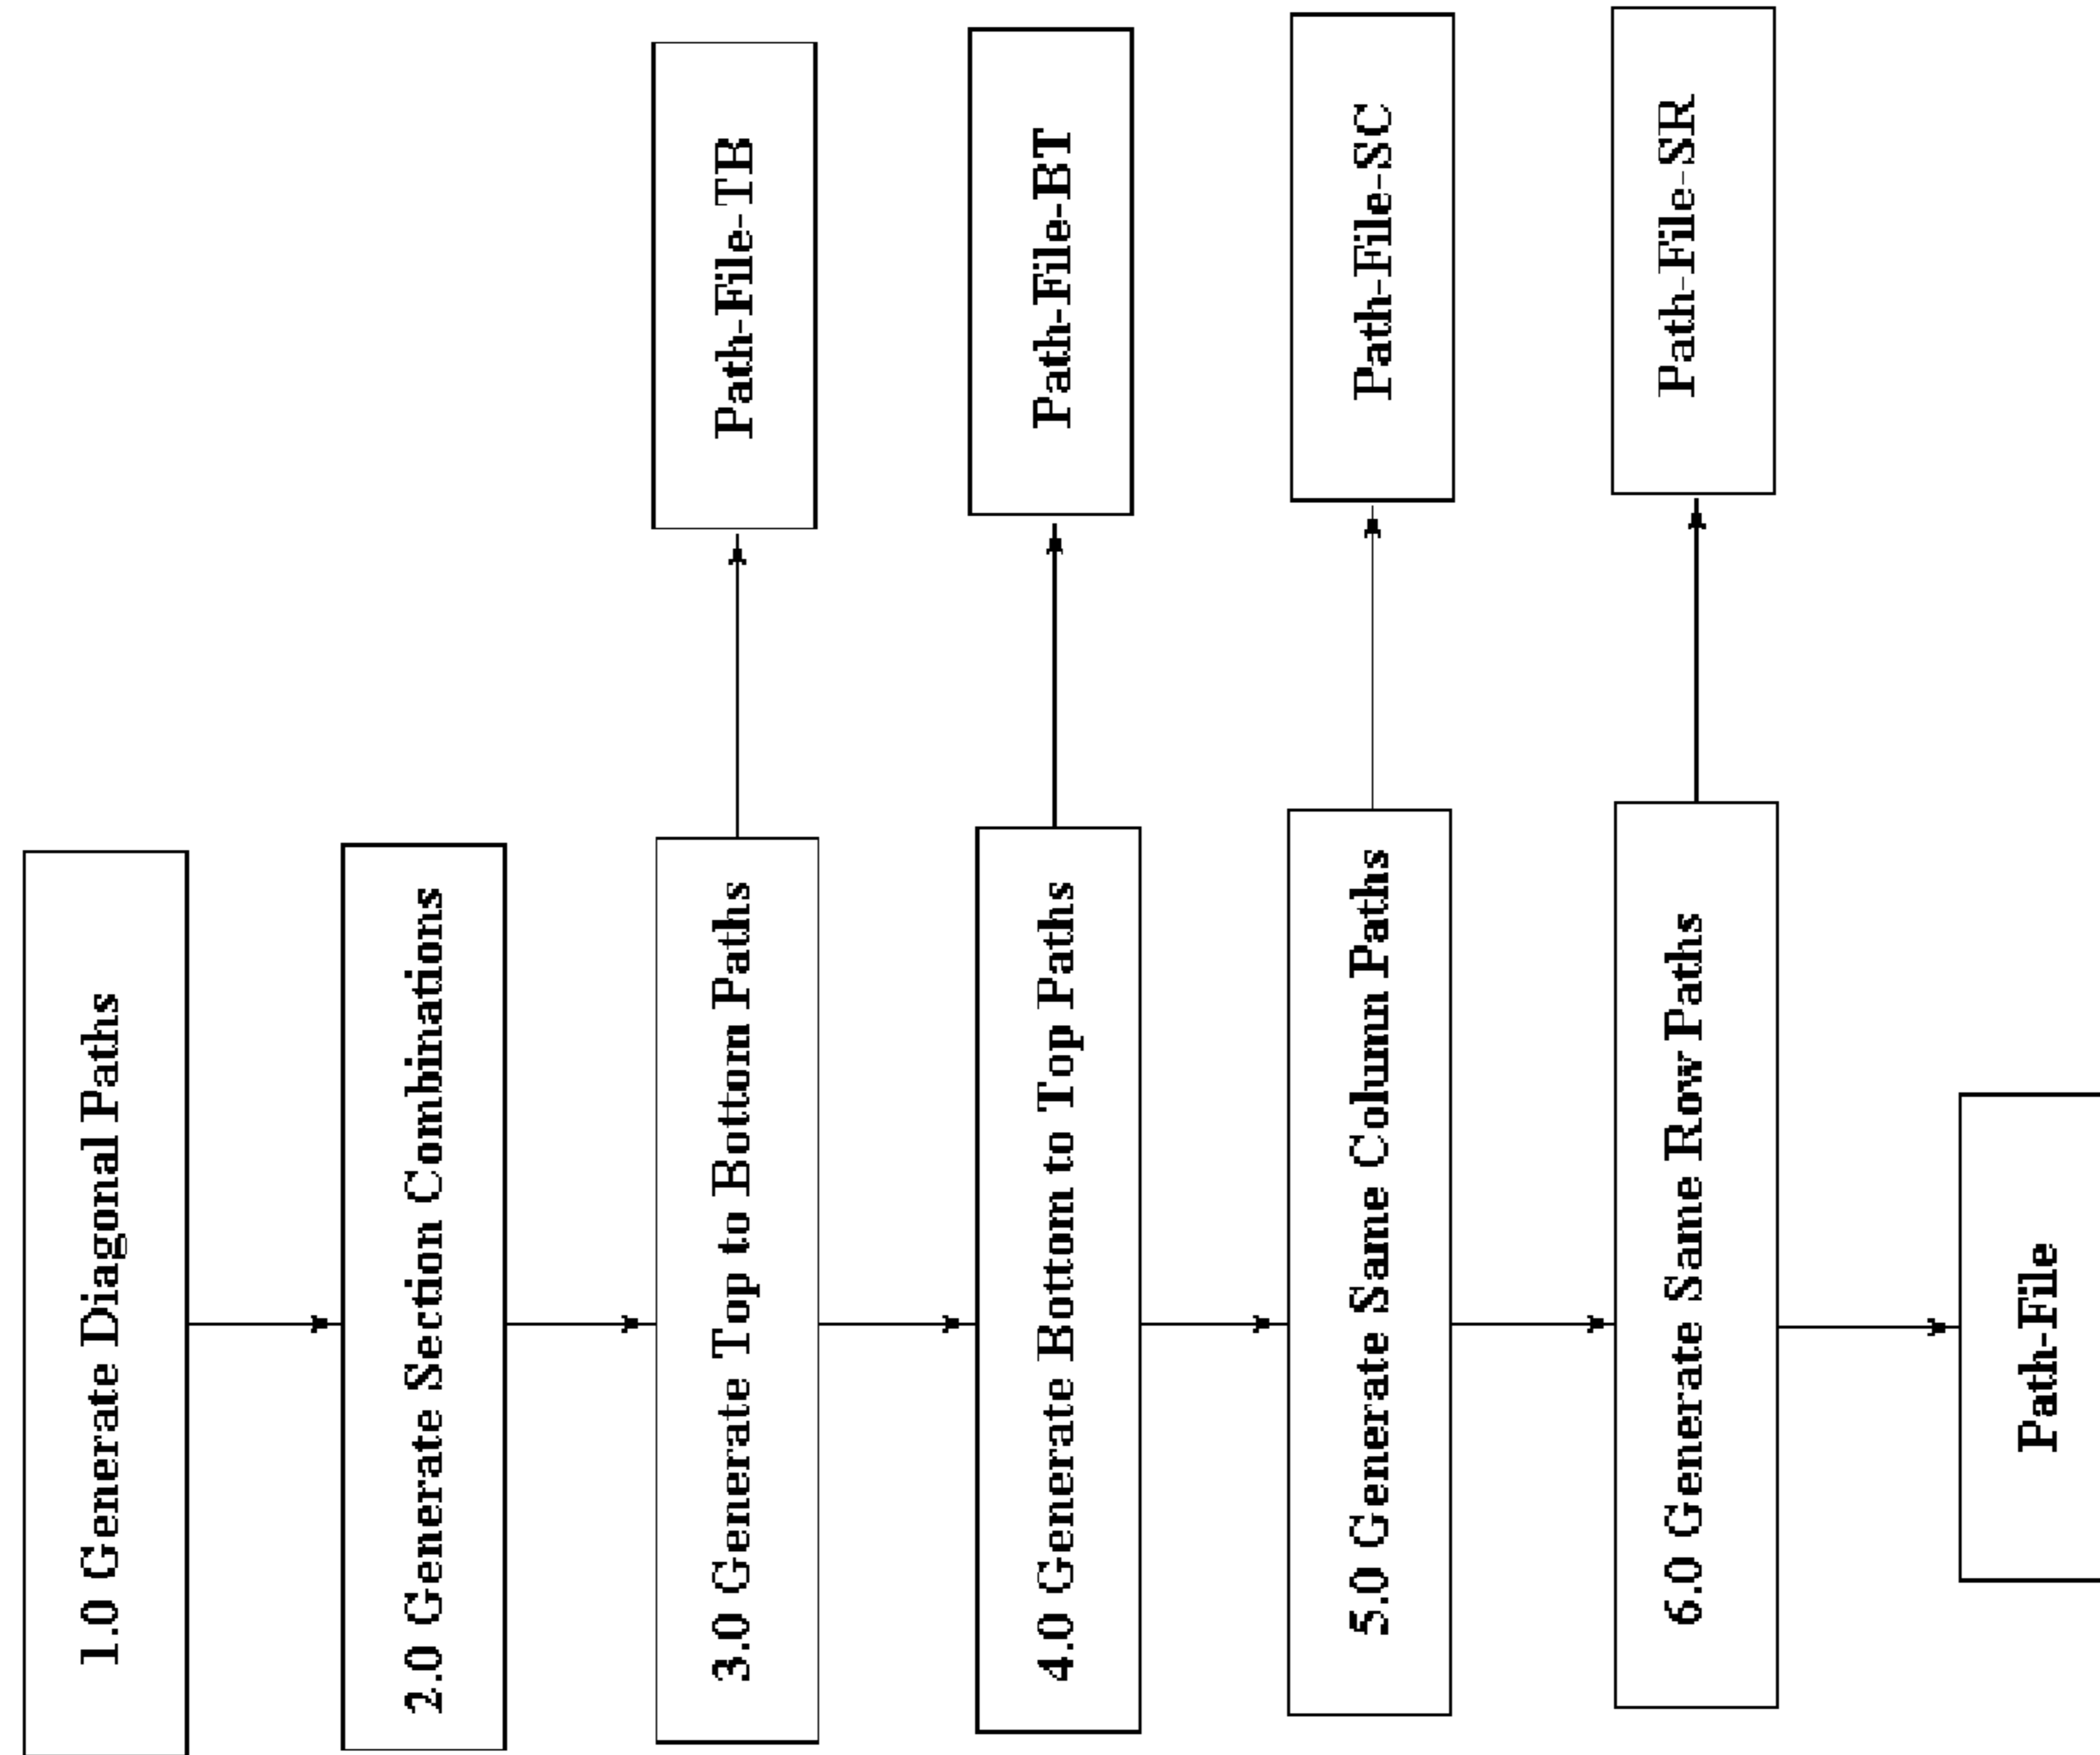 1.0 Generate Diagonal Paths
2.0 Generate Section Combinations
3.0 Generate Top to Bottom Paths
Path-File-TB
4.0 Generate Bottom to Top Paths
Path-File-BT
5.0 Generate Same Column Paths
Path-File-SC
6.0 Generate Same Row Paths
Path-File-SR
Path-File